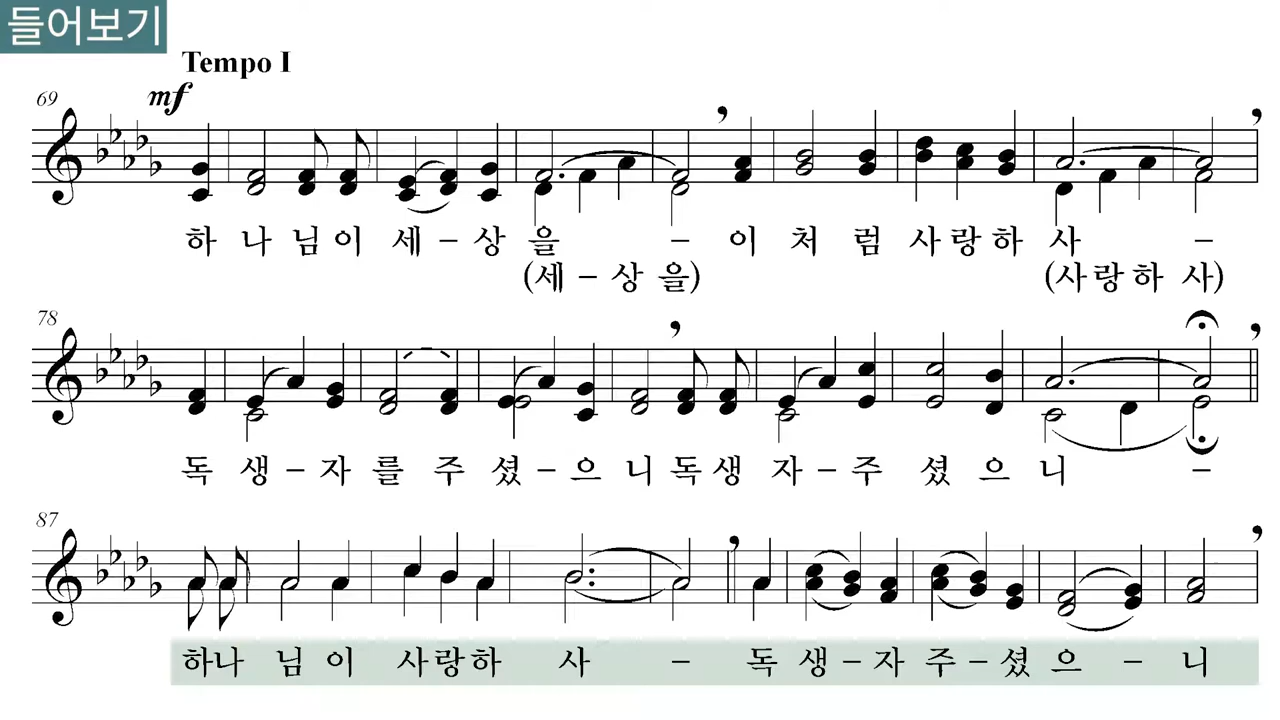 들어보기
Tempo I
69
mf
하 나 님 이 세 - 상 을 - 이 처 럼 사 랑 하 사 -
(세 - 상 을) (사 랑 하 사)
78
독 생 - 자 를 주 셨 - 으 니 독 생 자 - 주 셨 으 니 -
87
하나 님 이 사 랑 하 사 - 독 생 - 자 주 - 셨 으 - 니